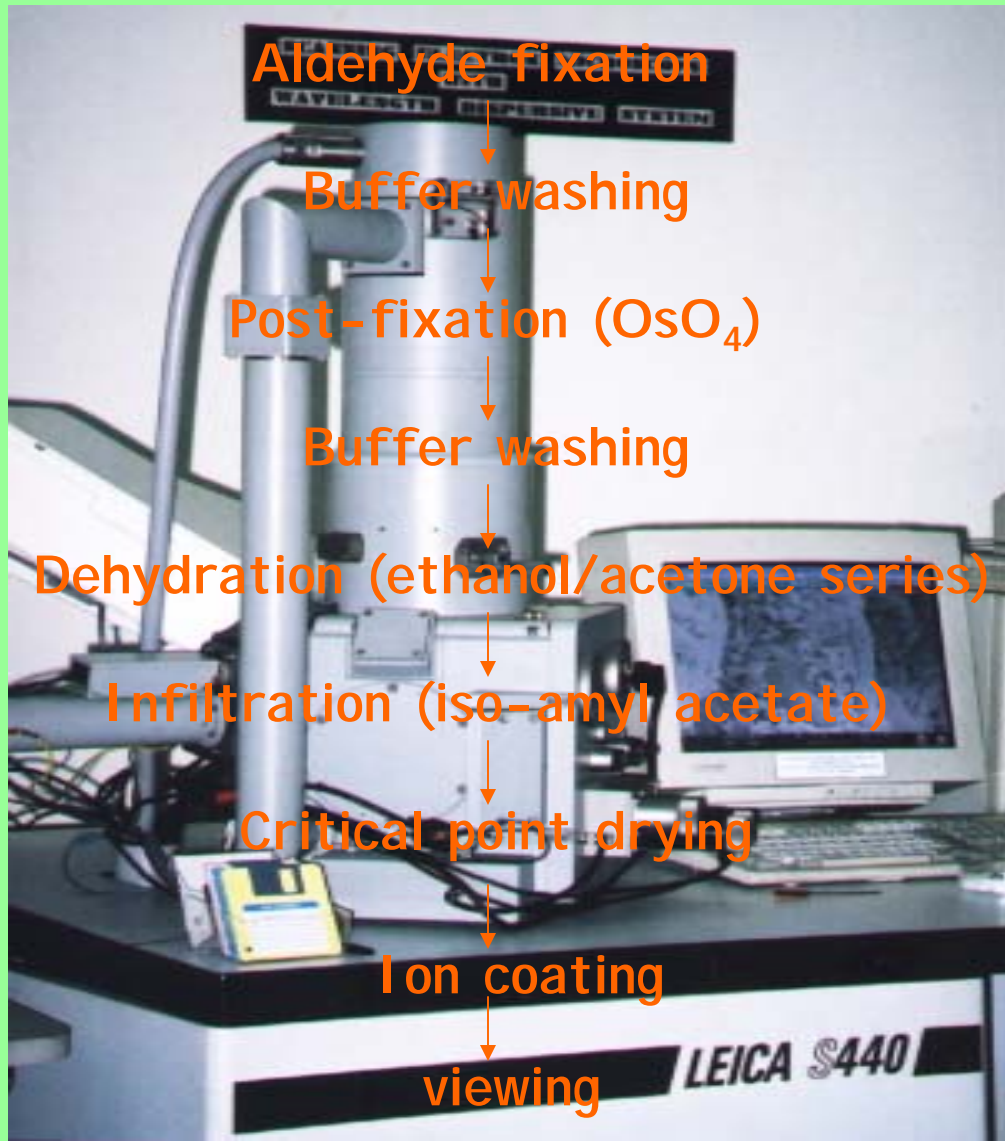 Aldehyde fixation
WAVELENGTH DISPERSIVE SYSTEM
Buffer washing
Post-fixation (OsO₄)
Buffer washing
Dehydration (ethanol/acetone series)
Infiltration (iso-amyl acetate)
Critical point drying
Ion coating
LEICA S440
viewing